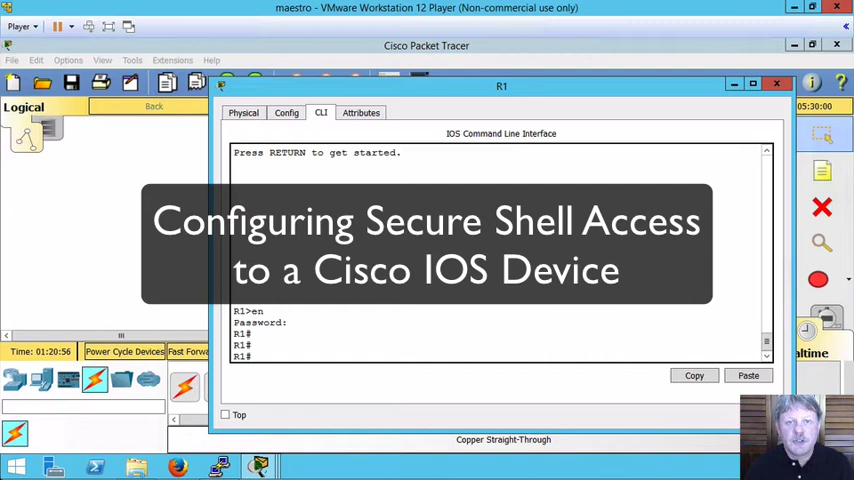 maestro - VMware Workstation 12 Player (Non-commercial use only)
Player
Cisco Packet Tracer
File Edit Options View Tools Extensions Help
R1
Logical
Back
05:30:00
Physical Config CLI Attributes
IOS Command Line Interface
Press RETURN to get started.
Configuring Secure Shell Access
to a Cisco IOS Device
R1>en
Password:
R1#
R1#
R1#
Time: 01:20:56 Power Cycle Devices Fast Forw
altime
Copy Paste
Top
Copper Straight-Through